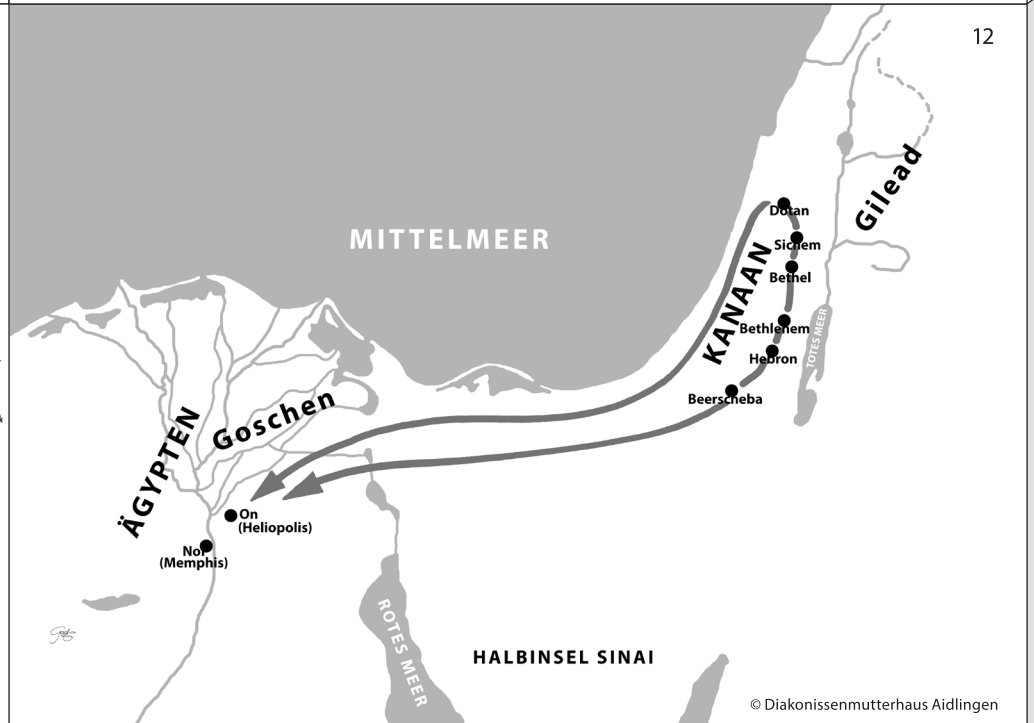 12
Gilead
MITTELMEER
Dotan
Sichem
KANAAN
Bethel
Bethlehem
TOTES MEER
Hebron
Beerscheba
Goschen
ÄGYPTEN
On
(Heliopolis)
Nof
(Memphis)
ROTES MEER
HALBINSEL SINAI
© Diakonissenmutterhaus Aidlingen